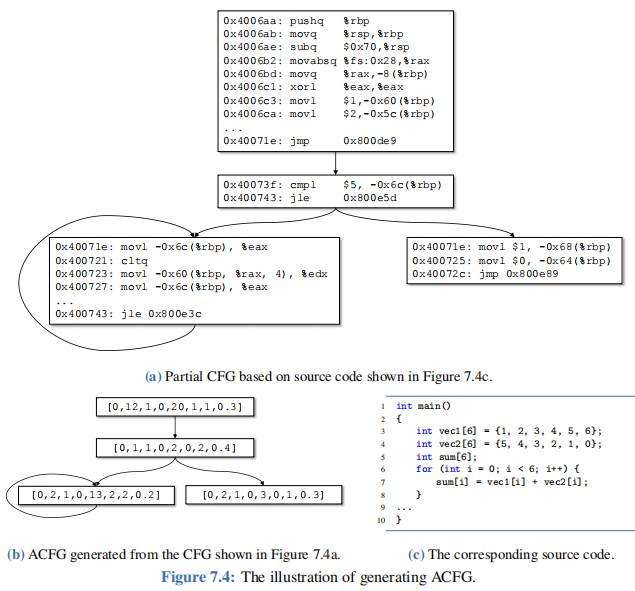 0x4006aa: pushq %rbp
0x4006ab: movq %rsp,%rbp
0x4006ae: subq $0x70,%rsp
0x4006b2: movabsq %fs:0x28,%rax
0x4006bd: movq %rax,-8(%rbp)
0x4006c1: xorl %eax,%eax
0x4006c3: movl $1,-0x60(%rbp)
0x4006ca: movl $2,-0x5c(%rbp)
...
0x40071e: jmp 0x800de9
0x40073f: cmpl $5, -0x6c(%rbp)
0x400743: jle 0x800e5d
0x40071e: movl -0x6c(%rbp), %eax
0x400721: cltq
0x400723: movl -0x60(%rbp, %rax, 4), %edx
0x400727: movl -0x6c(%rbp), %eax
...
0x400743: jle 0x800e3c
0x40071e: movl $1, -0x68(%rbp)
0x400725: movl $0, -0x64(%rbp)
0x40072c: jmp 0x800e89
(a) Partial CFG based on source code shown in Figure 7.4c.
[0,12,1,0,20,1,1,0.3]
[0,1,1,0,2,0,2,0.4]
[0,2,1,0,13,2,2,0.2]
[0,2,1,0,3,0,1,0.3]
(b) ACFG generated from the CFG shown in Figure 7.4a.
1 int main()
2 {
3 int vec1[6] = {1, 2, 3, 4, 5, 6};
4 int vec2[6] = {5, 4, 3, 2, 1, 0};
5 int sum[6];
6 for (int i = 0; i < 6; i++) {
7 sum[i] = vec1[i] + vec2[i];
8 }
9 ...
10 }
(c) The corresponding source code.
Figure 7.4: The illustration of generating ACFG.